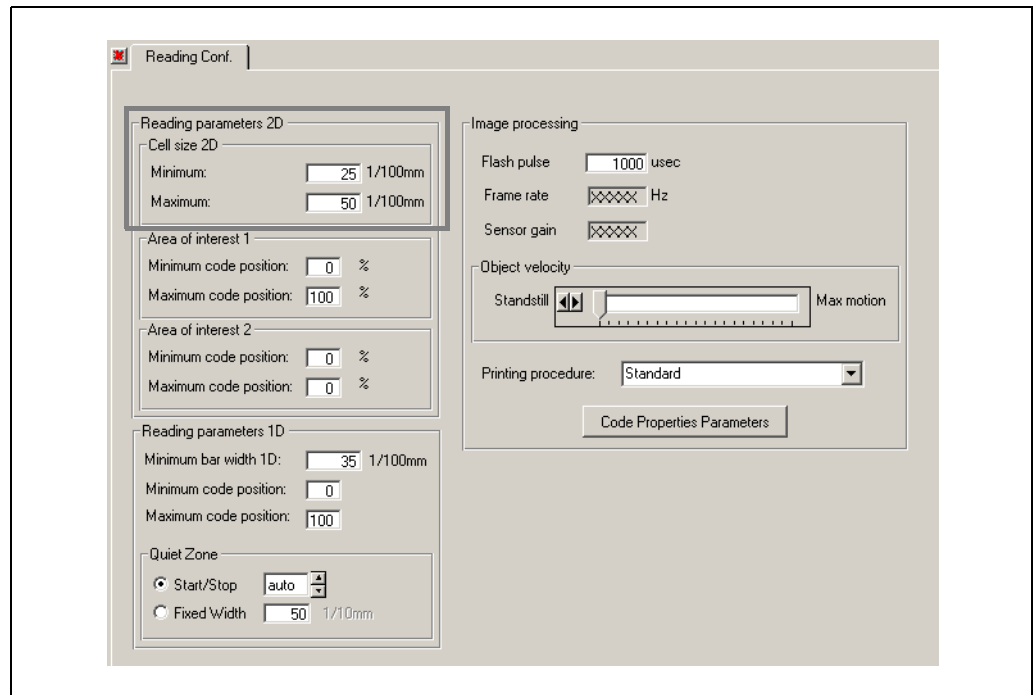 Reading Conf.
Reading parameters 2D
Cell size 2D
Minimum: 25 1/100mm
Maximum: 50 1/100mm
Area of interest 1
Minimum code position: 0 %
Maximum code position: 100 %
Area of interest 2
Minimum code position: 0 %
Maximum code position: 0 %
Reading parameters 1D
Minimum bar width 1D: 35 1/100mm
Minimum code position: 0
Maximum code position: 100
Quiet Zone
Start/Stop auto
Fixed Width 50 1/10mm
Image processing
Flash pulse 1000 usec
Frame rate XXXXX Hz
Sensor gain XXXXX
Object velocity
Standstill Max motion
Printing procedure: Standard
Code Properties Parameters